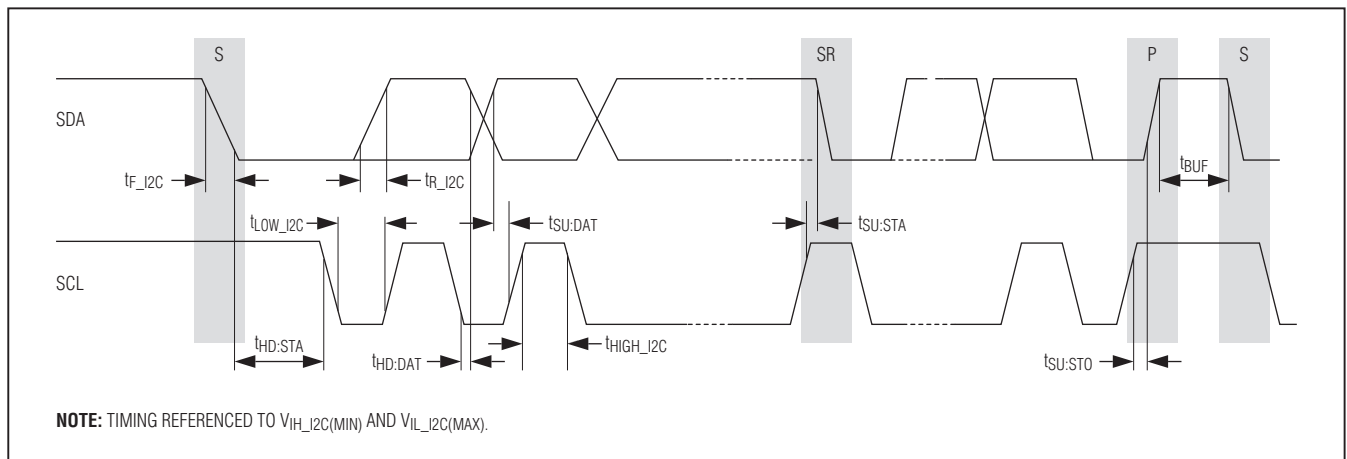 S
SR
P
S
SDA
tBUF
tF_I2C
tR_I2C
tLOW_I2C
tSU:DAT
tSU:STA
SCL
tHD:STA
tHD:DAT
tHIGH_I2C
tSU:STO
NOTE: TIMING REFERENCED TO VIH_I2C(MIN) AND VIL_I2C(MAX).